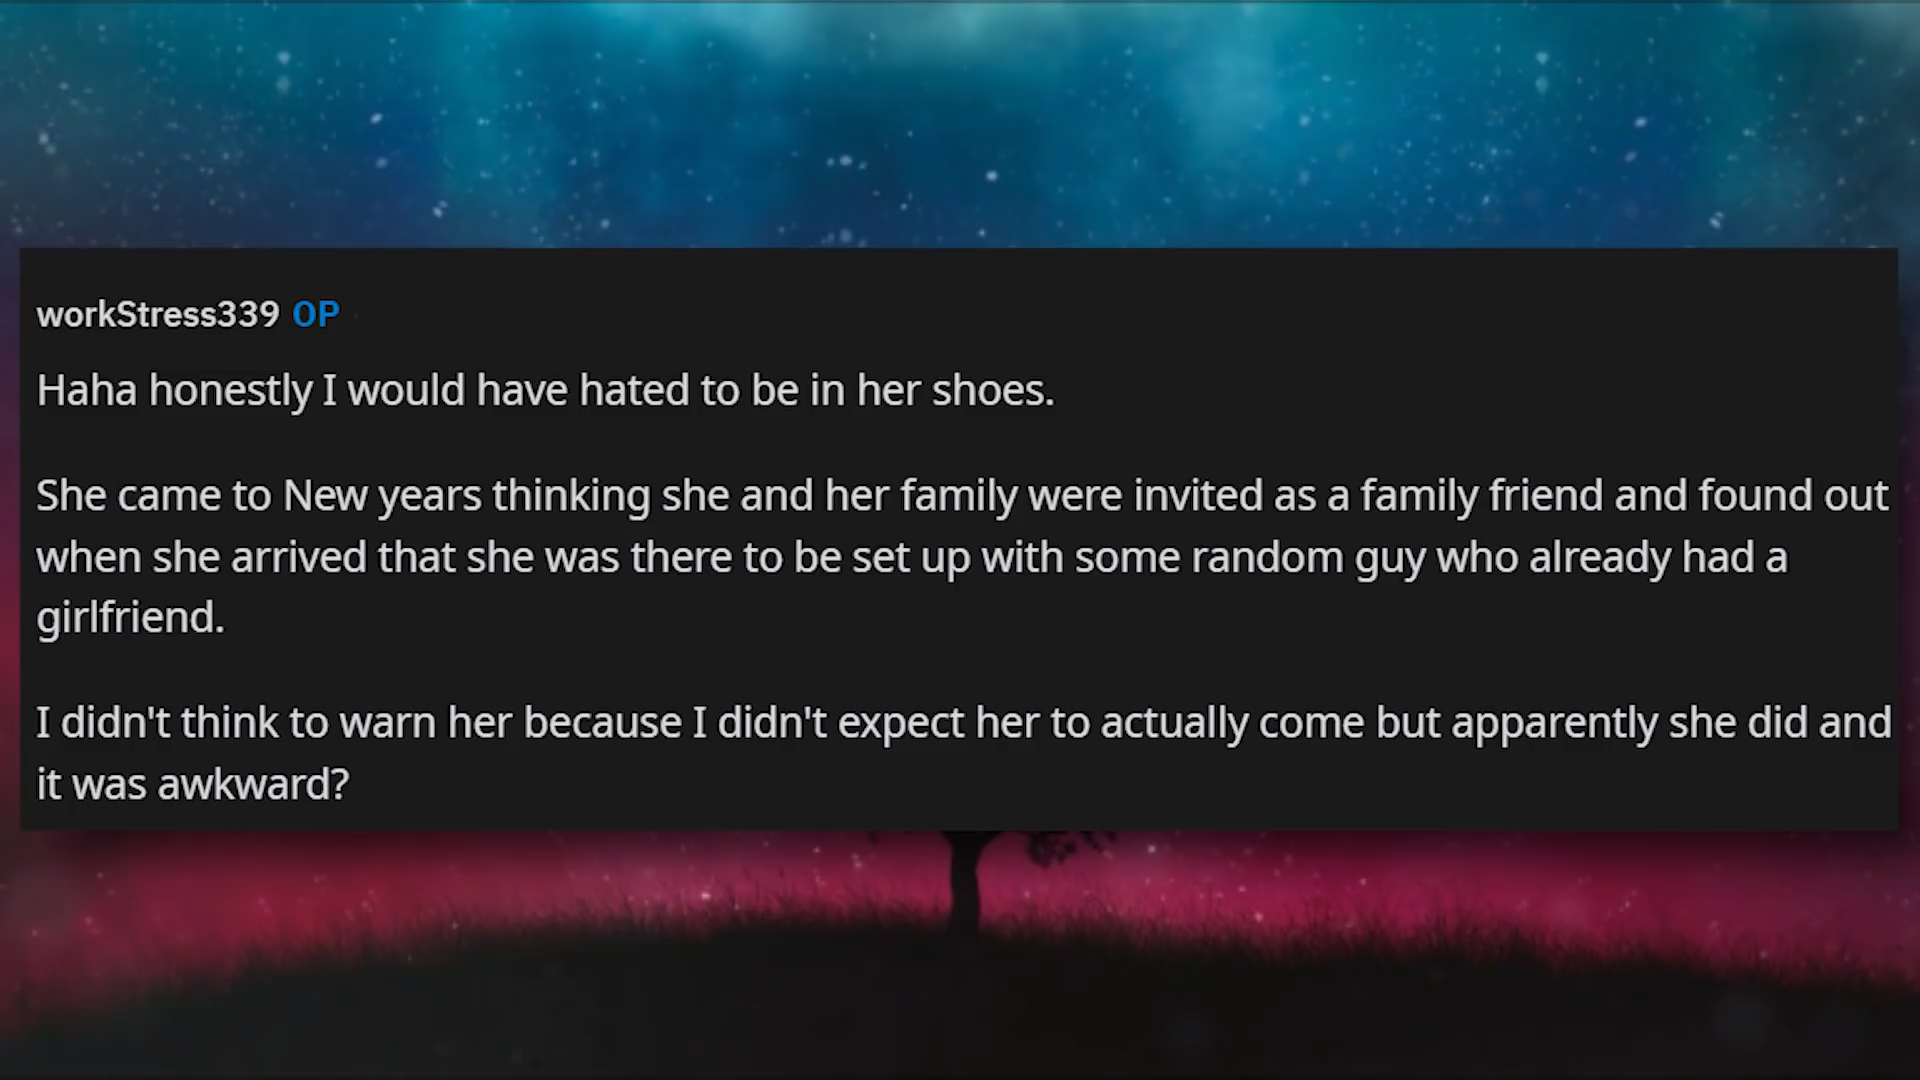 workStress339 OP
Haha honestly I would have hated to be in her shoes.
She came to New years thinking she and her family were invited as a family friend and found out
when she arrived that she was there to be set up with some random guy who already had a
girlfriend.
I didn't think to warn her because I didn't expect her to actually come but apparently she did and
it was awkward?